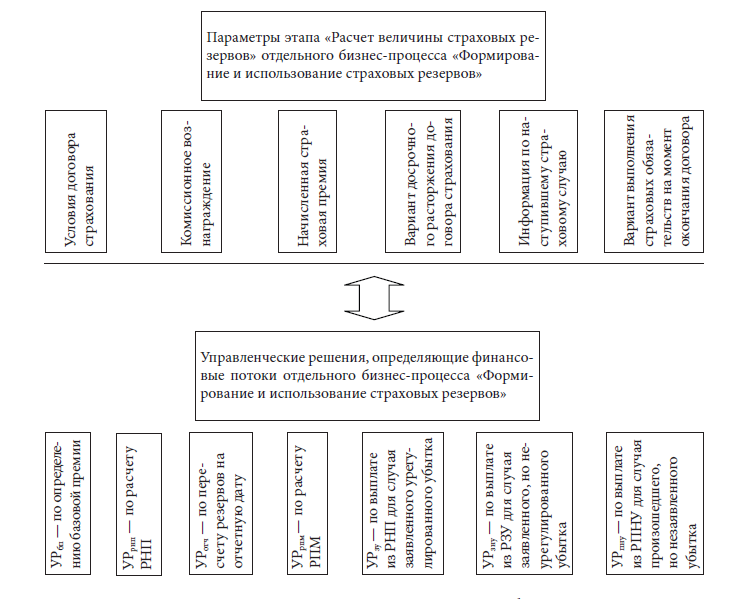 Параметры этапа «Расчет величины страховых ре-
зервов» отдельного бизнес-процесса «Формирова-
ние и использование страховых резервов»
Условия договора
страхования
Комиссионное воз-
награждение
Начисленная стра-
ховая премия
Вариант досрочно-
го расторжения до-
говора страхования
Информация по на-
ступившему стра-
ховому случаю
Вариант выполнения
страховых обяза-
тельств на момент
окончания договора
Управленческие решения, определяющие финансо-
вые потоки отдельного бизнес-процесса «Форми-
рование и использование страховых резервов»
УРбп — по определе-
нию базовой премии
УРрнп — по расчету
РНП
УРотч — по пере-
счету резервов на
отчетную дату
УРрпм — по расчету
РПМ
УРзу — по выплате
из РНП для случая
заявленного урегу-
лированного убытка
УРзну — по выплате
из РЗУ для случая
заявленного, но не-
урегулированного
убытка
УРпну — по выплате
из РПНУ для случая
произошедшего,
но незаявленного
убытка